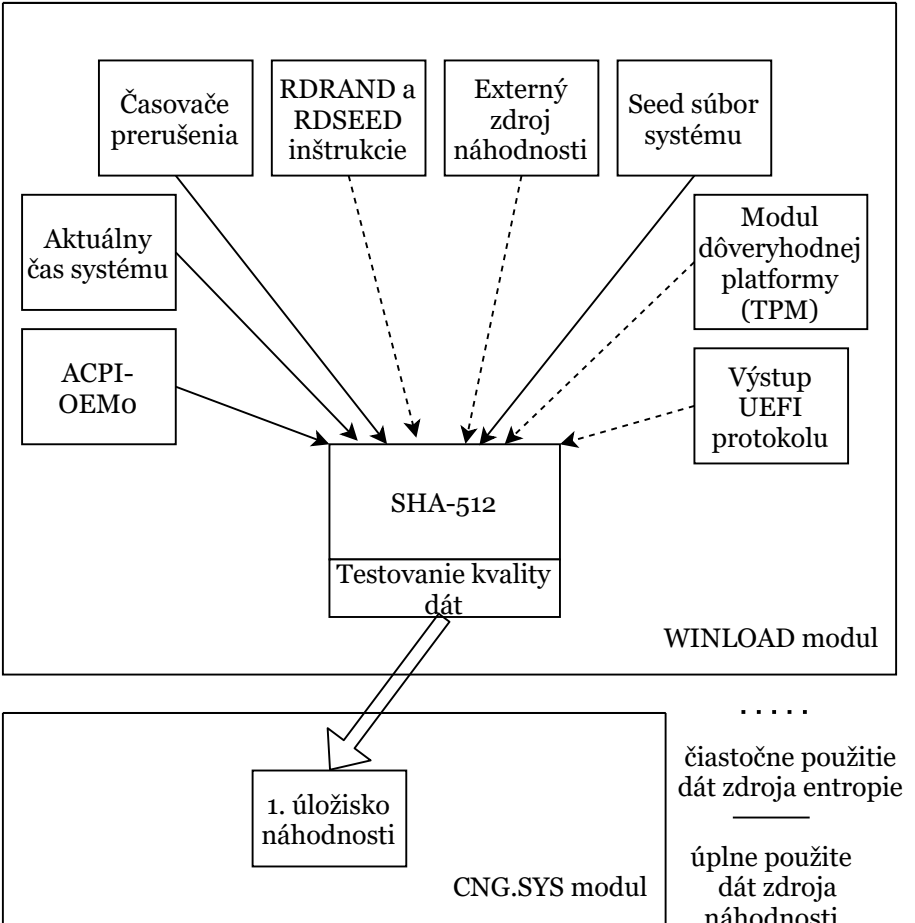 Časovače
prerušenia
RDRAND a
RDSEED
inštrukcie
Externý
zdroj
náhodnosti
Seed súbor
systému
Aktuálny
čas systému
Modul
dôveryhodnej
platformy
(TPM)
ACPI-
OEM0
Výstup
UEFI
protokolu
SHA-512
Testovanie kvality
dát
WINLOAD modul
1. úložisko
náhodnosti
CNG.SYS modul
.....
čiastočne použitie
dát zdroja entropie
úplne použite
dát zdroja
náhodnosti